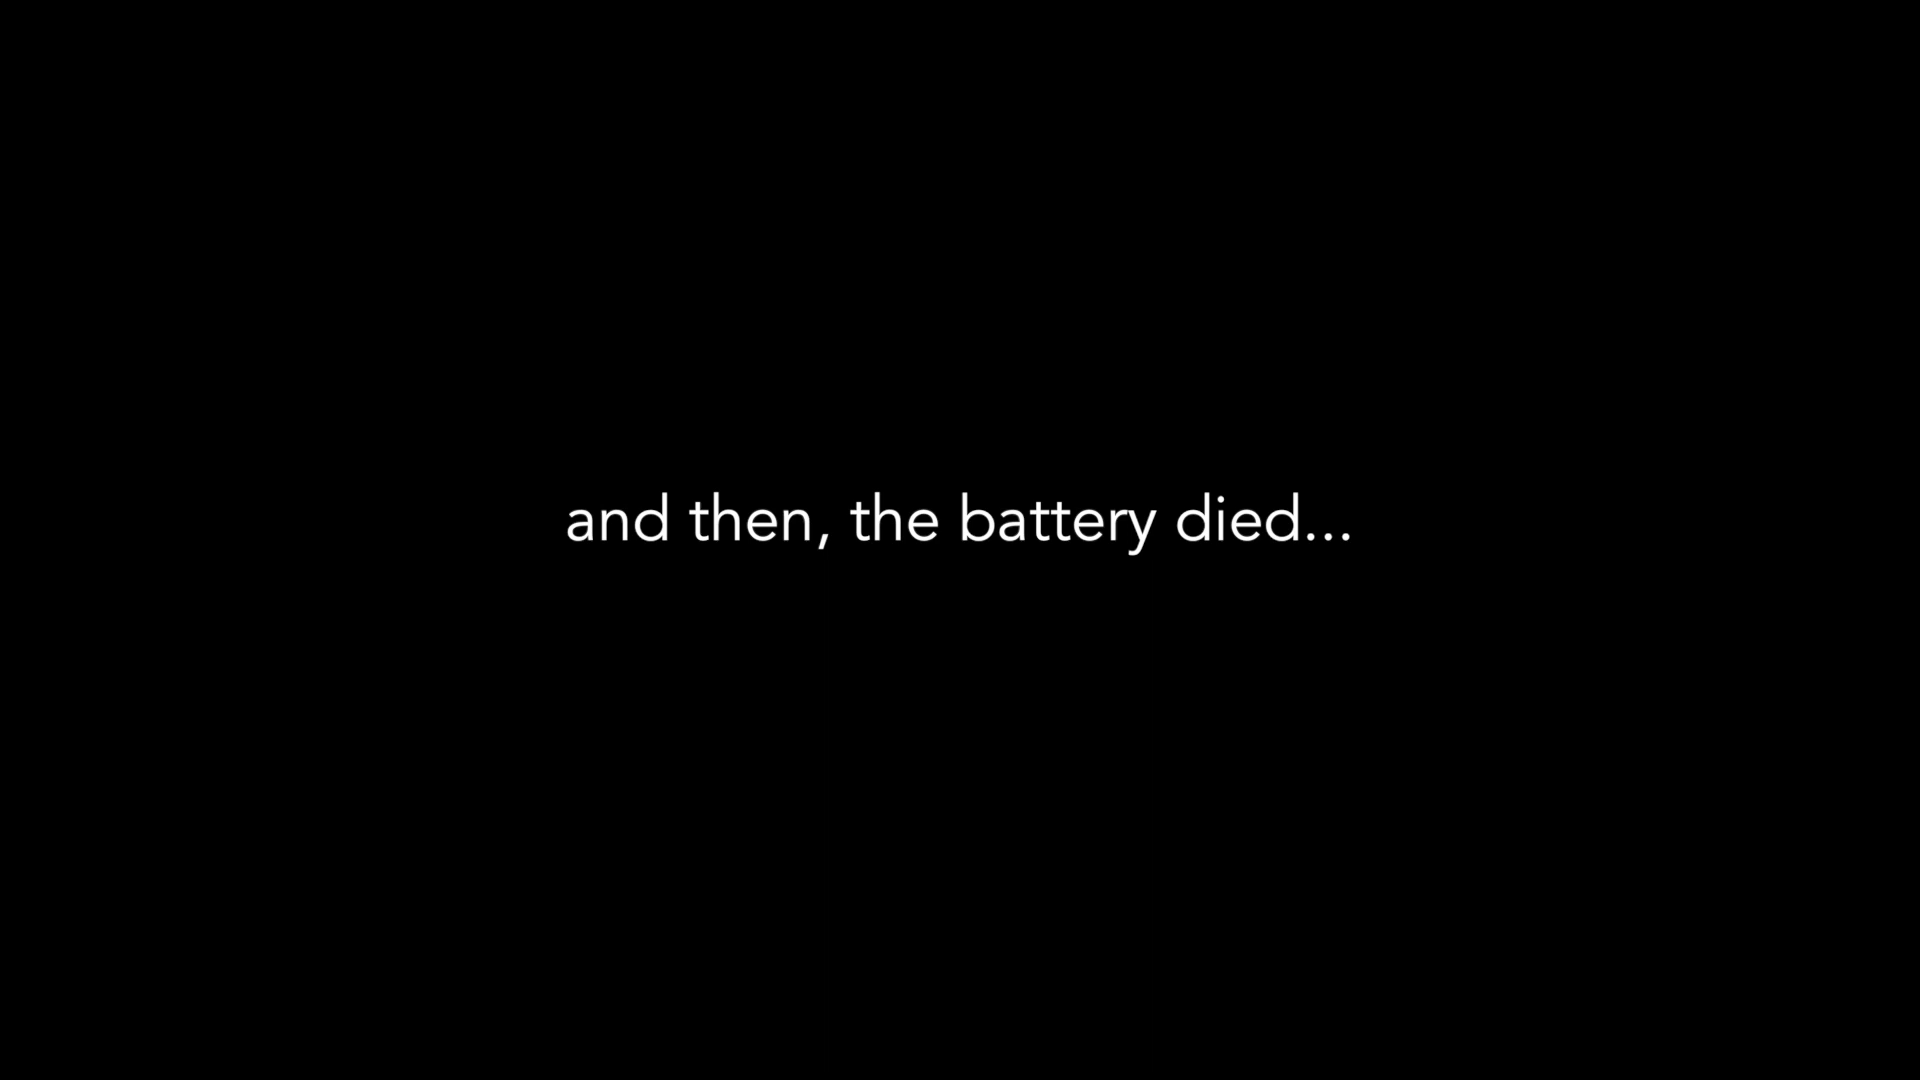 and then, the battery died...